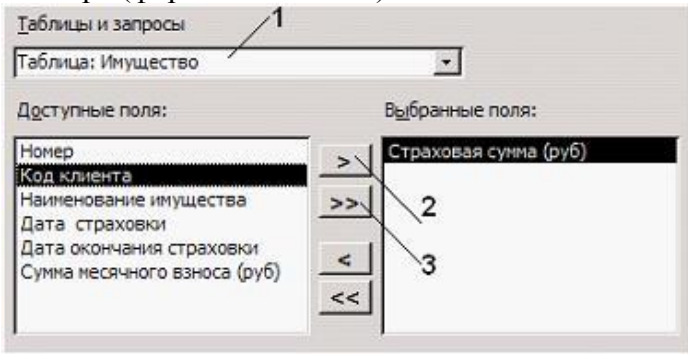 1
Таблицы и запросы
Таблица: Имущество
Доступные поля:
Выбранные поля:
Номер
Код клиента
Наименование имущества
Дата страховки
Дата окончания страховки
Сумма месячного взноса (руб)
>
>>
<
<<
2
3
Страховая сумма (руб)